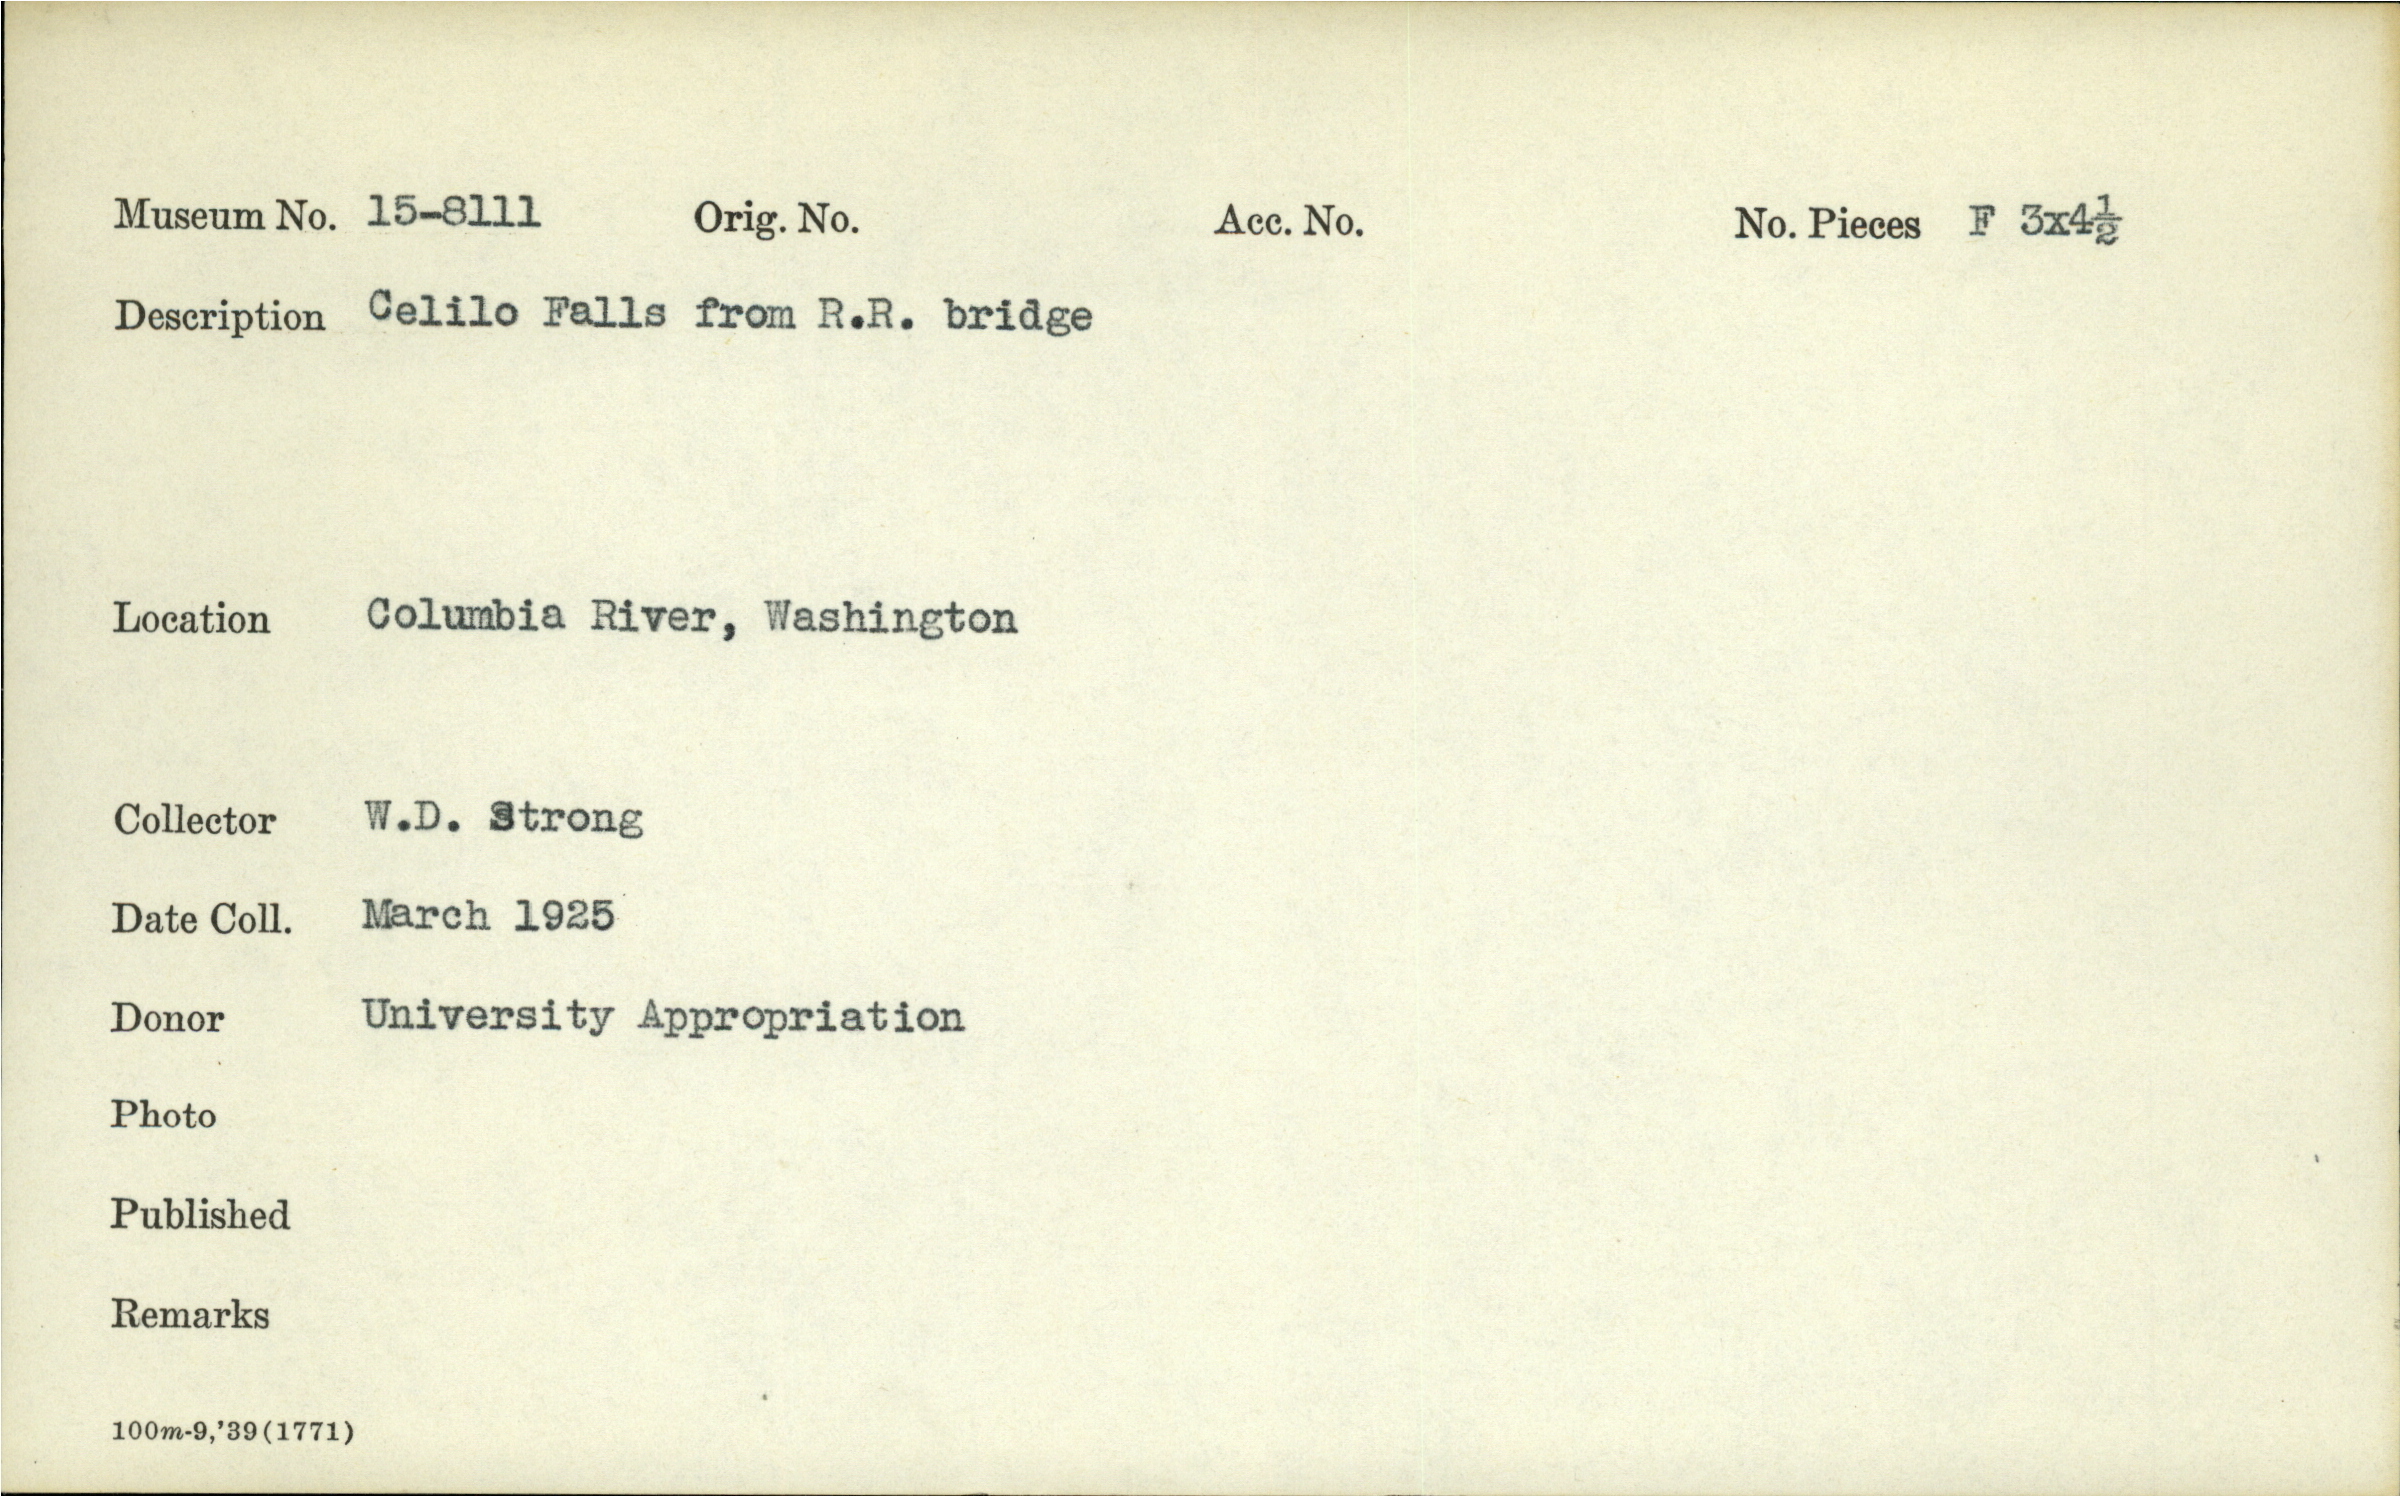 Museum No. 15-8111 Orig. No. Acc. No. No. Pieces F 3x4½
Description Celilo Falls from R.R. bridge
Location Columbia River, Washington
Collector W.D. Strong
Date Coll. March 1925
Donor University Appropriation
Photo
Published
Remarks
100m-9,'39(1771)